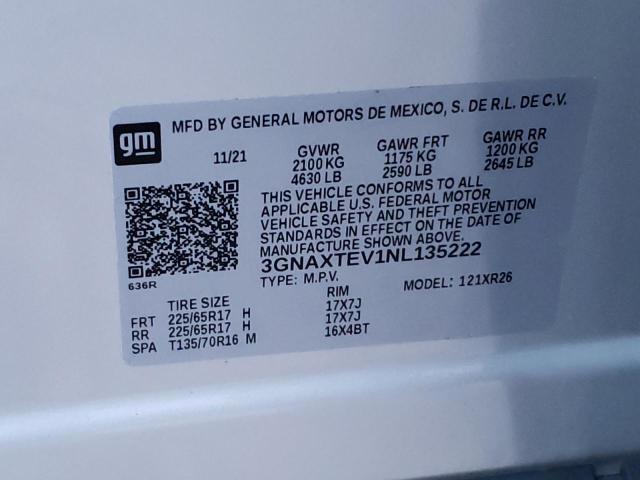 MFD BY GENERAL MOTORS DE MEXICO, S. DE R.L. DE C.V.
gm
11/21 GVWR GAWR FRT GAWR RR
2100 KG 1175 KG 1200 KG
4630 LB 2590 LB 2645 LB
THIS VEHICLE CONFORMS TO ALL
APPLICABLE U.S. FEDERAL MOTOR
VEHICLE SAFETY AND THEFT PREVENTION
STANDARDS IN EFFECT ON THE DATE OF
MANUFACTURE SHOWN ABOVE.
3GNAXTEV1NL135222
636R
TYPE: M.P.V. MODEL: 121XR26
TIRE SIZE RIM
FRT 225/65R17 H 17X7J
RR 225/65R17 H 17X7J
SPA T135/70R16 M 16X4BT